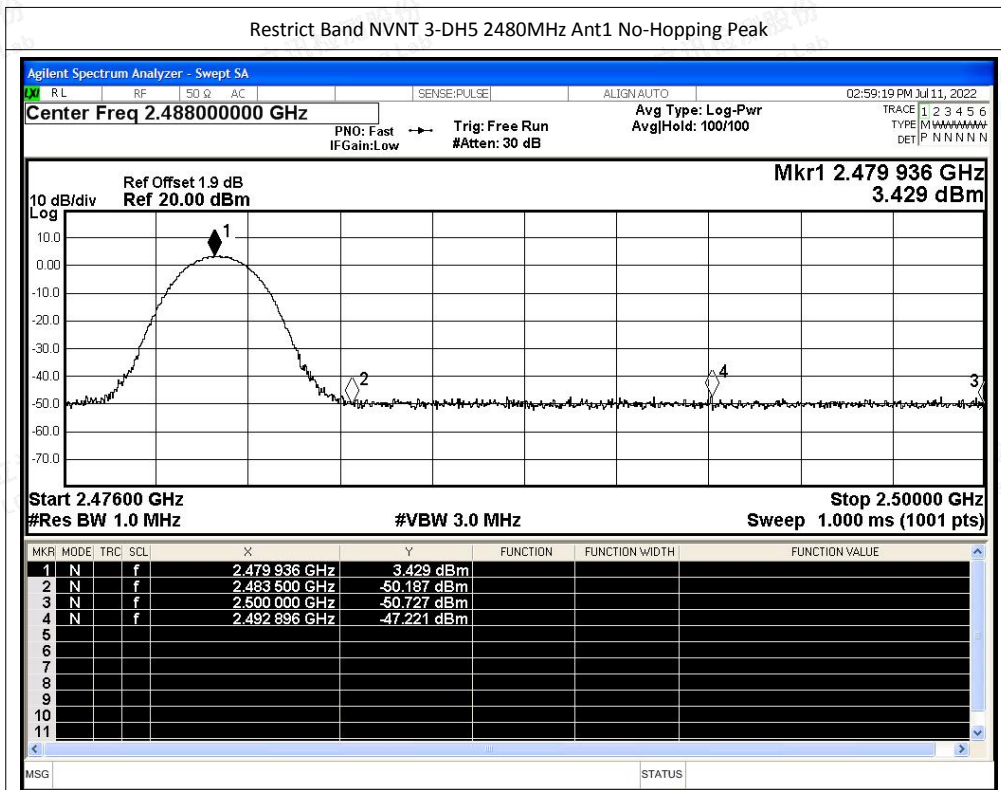 Restrict Band NVNT 3-DH5 2480MHz Ant1 No-Hopping Peak
Agilent Spectrum Analyzer - Swept SA
LXI RL RF 50 Ω AC SENSE:PULSE ALIGN AUTO 02:59:19 PM Jul 11, 2022
Center Freq 2.488000000 GHz
PNO: Fast
IFGain:Low
Trig: Free Run
#Atten: 30 dB
Avg Type: Log-Pwr
Avg|Hold: 100/100
TRACE 1 2 3 4 5 6
TYPE M W W W W W
DET P N N N N N
Mkr1 2.479 936 GHz
3.429 dBm
Ref Offset 1.9 dB
10 dB/div Ref 20.00 dBm
Log
10.0
0.00
-10.0
-20.0
-30.0
-40.0
-50.0
-60.0
-70.0
1
2
4
3
Start 2.47600 GHz Stop 2.50000 GHz
#Res BW 1.0 MHz #VBW 3.0 MHz Sweep 1.000 ms (1001 pts)
MKR MODE TRC SCL X Y FUNCTION FUNCTION WIDTH FUNCTION VALUE
1 N f 2.479 936 GHz 3.429 dBm
2 N f 2.483 500 GHz -50.187 dBm
3 N f 2.500 000 GHz -50.727 dBm
4 N f 2.492 896 GHz -47.221 dBm
5
6
7
8
9
10
11
MSG STATUS